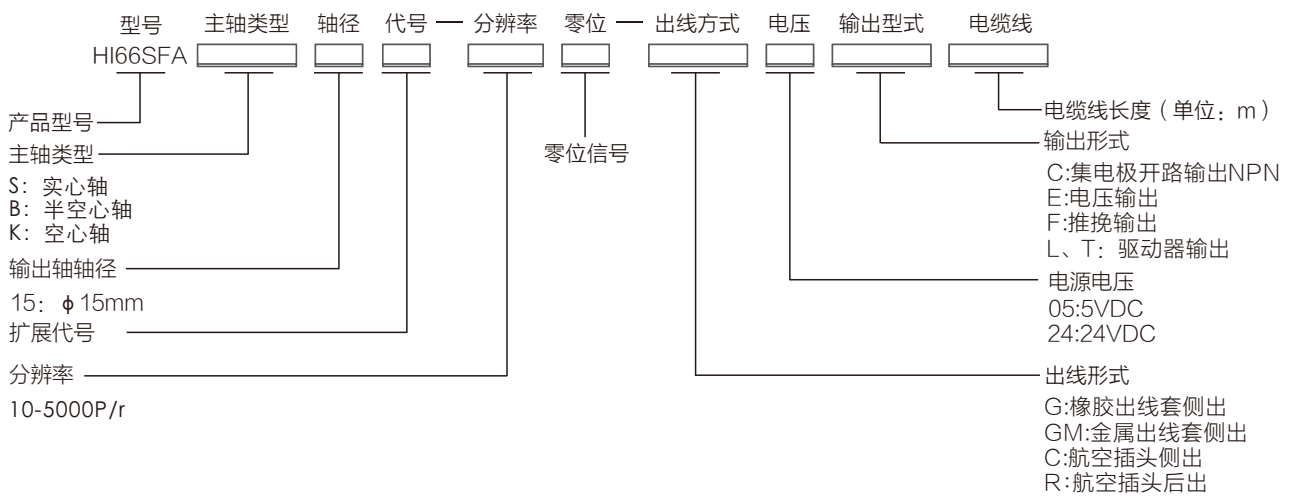 型号 主轴类型 轴径 代号 — 分辨率 零位 — 出线方式 电压 输出型式 电缆线
HI66SFA
产品型号
主轴类型
S：实心轴
B：半空心轴
K：空心轴
输出轴轴径
15：ϕ15mm
扩展代号
分辨率
10-5000P/r
零位信号
电缆线长度（单位：m）
输出形式
C:集电极开路输出NPN
E:电压输出
F:推挽输出
L、T：驱动器输出
电源电压
05:5VDC
24:24VDC
出线形式
G:橡胶出线套侧出
GM:金属出线套侧出
C:航空插头侧出
R:航空插头后出